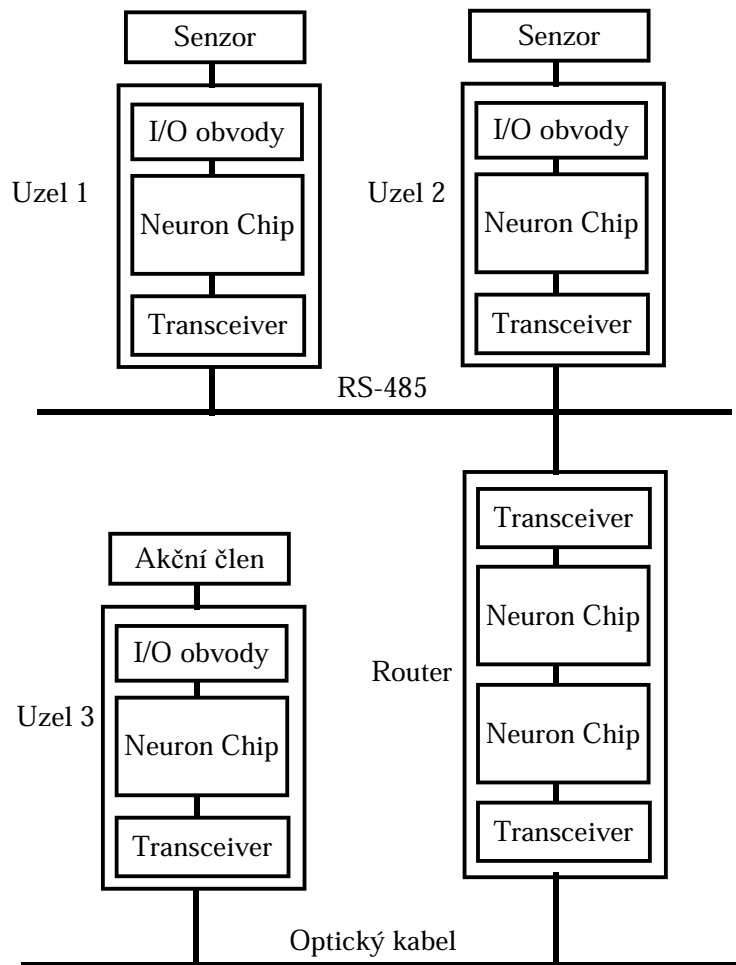 Senzor
I/O obvody
Uzel 1
Neuron Chip
Transceiver
Senzor
I/O obvody
Uzel 2
Neuron Chip
Transceiver
RS-485
Akční člen
I/O obvody
Uzel 3
Neuron Chip
Transceiver
Transceiver
Neuron Chip
Router
Neuron Chip
Transceiver
Optický kabel